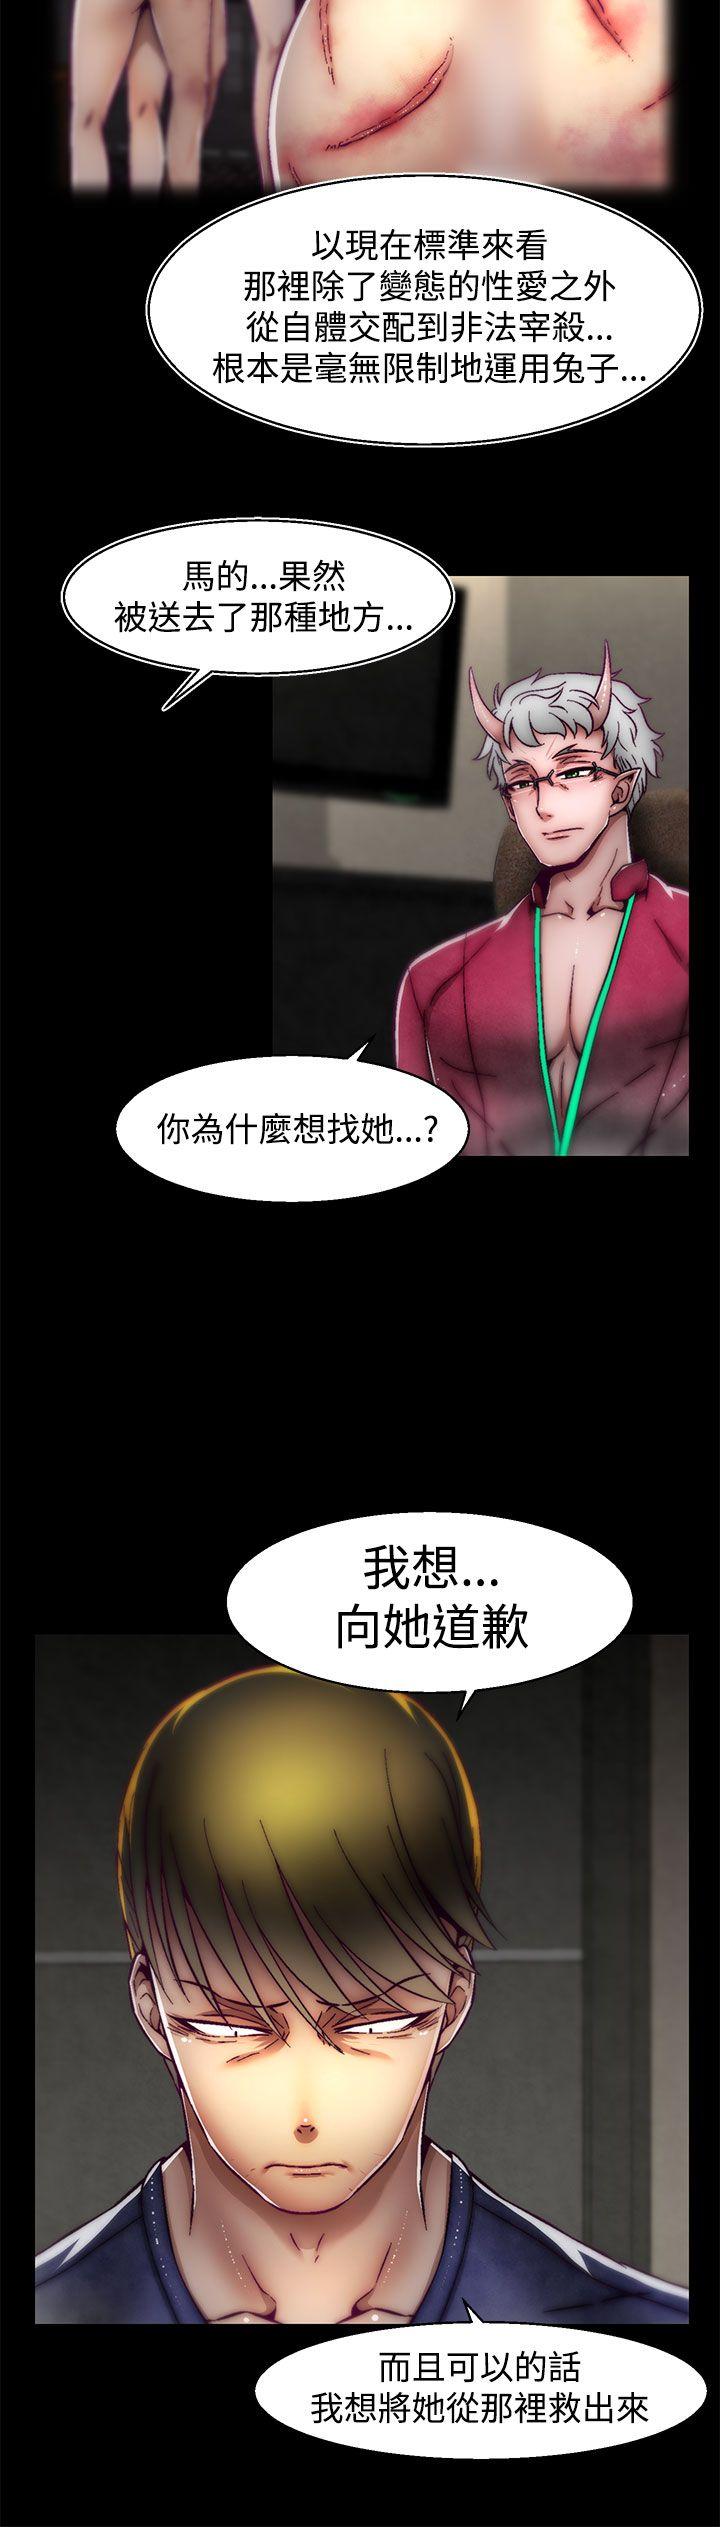 以現在標準來看
那裡除了變態的性愛之外
從自體交配到非法宰殺...
根本是毫無限制地運用兔子...
馬的...果然
被送去了那種地方...
你為什麼想找她...?
我想...
向她道歉
而且可以的話
我想將她從那裡救出來